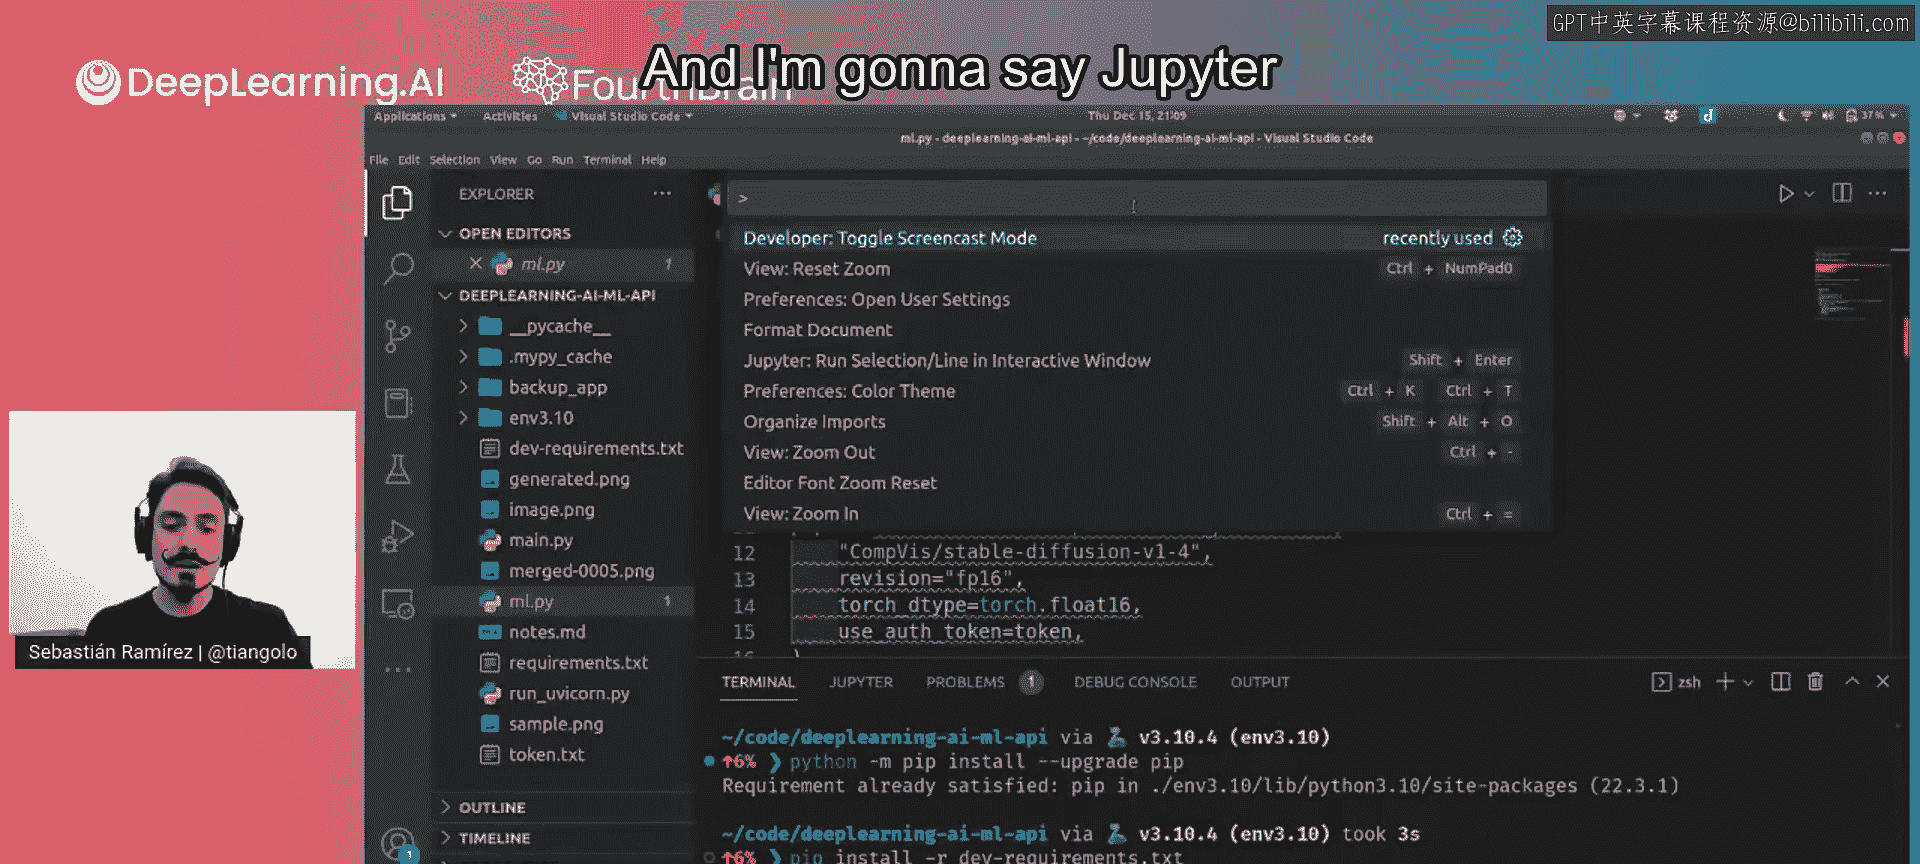 GPT中英字幕课程资源@bilibili.com
And I'm gonna say Jupyter
DeepLearning.AI
FourthBrain
Applications
Activities
Visual Studio Code
Thu Dec 15, 21:09
37%
ml.py - deeplearning-ai-ml-api - ~/code/deeplearning-ai-ml-api - Visual Studio Code
File Edit Selection View Go Run Terminal Help
EXPLORER
OPEN EDITORS
ml.py 1
DEEPLEARNING-AI-ML-API
__pycache__
.mypy_cache
backup_app
env3.10
dev-requirements.txt
generated.png
image.png
main.py
merged-0005.png
ml.py 1
notes.md
requirements.txt
run_uvicorn.py
sample.png
token.txt
OUTLINE
TIMELINE
1
>
Developer: Toggle Screencast Mode recently used
View: Reset Zoom Ctrl + NumPad0
Preferences: Open User Settings
Format Document
Jupyter: Run Selection/Line in Interactive Window Shift + Enter
Preferences: Color Theme Ctrl + K Ctrl + T
Organize Imports Shift + Alt + O
View: Zoom Out Ctrl + -
Editor Font Zoom Reset
View: Zoom In Ctrl + =
12 "CompVis/stable-diffusion-v1-4",
13 revision="fp16",
14 torch_dtype=torch.float16,
15 use_auth_token=token,
16 )
TERMINAL JUPYTER PROBLEMS 1 DEBUG CONSOLE OUTPUT
zsh
~/code/deeplearning-ai-ml-api via v3.10.4 (env3.10)
↑6% ❯ python -m pip install --upgrade pip
Requirement already satisfied: pip in ./env3.10/lib/python3.10/site-packages (22.3.1)
~/code/deeplearning-ai-ml-api via v3.10.4 (env3.10) took 3s
↑6% ❯ pip install -r dev-requirements.txt
Sebastián Ramírez | @tiangolo